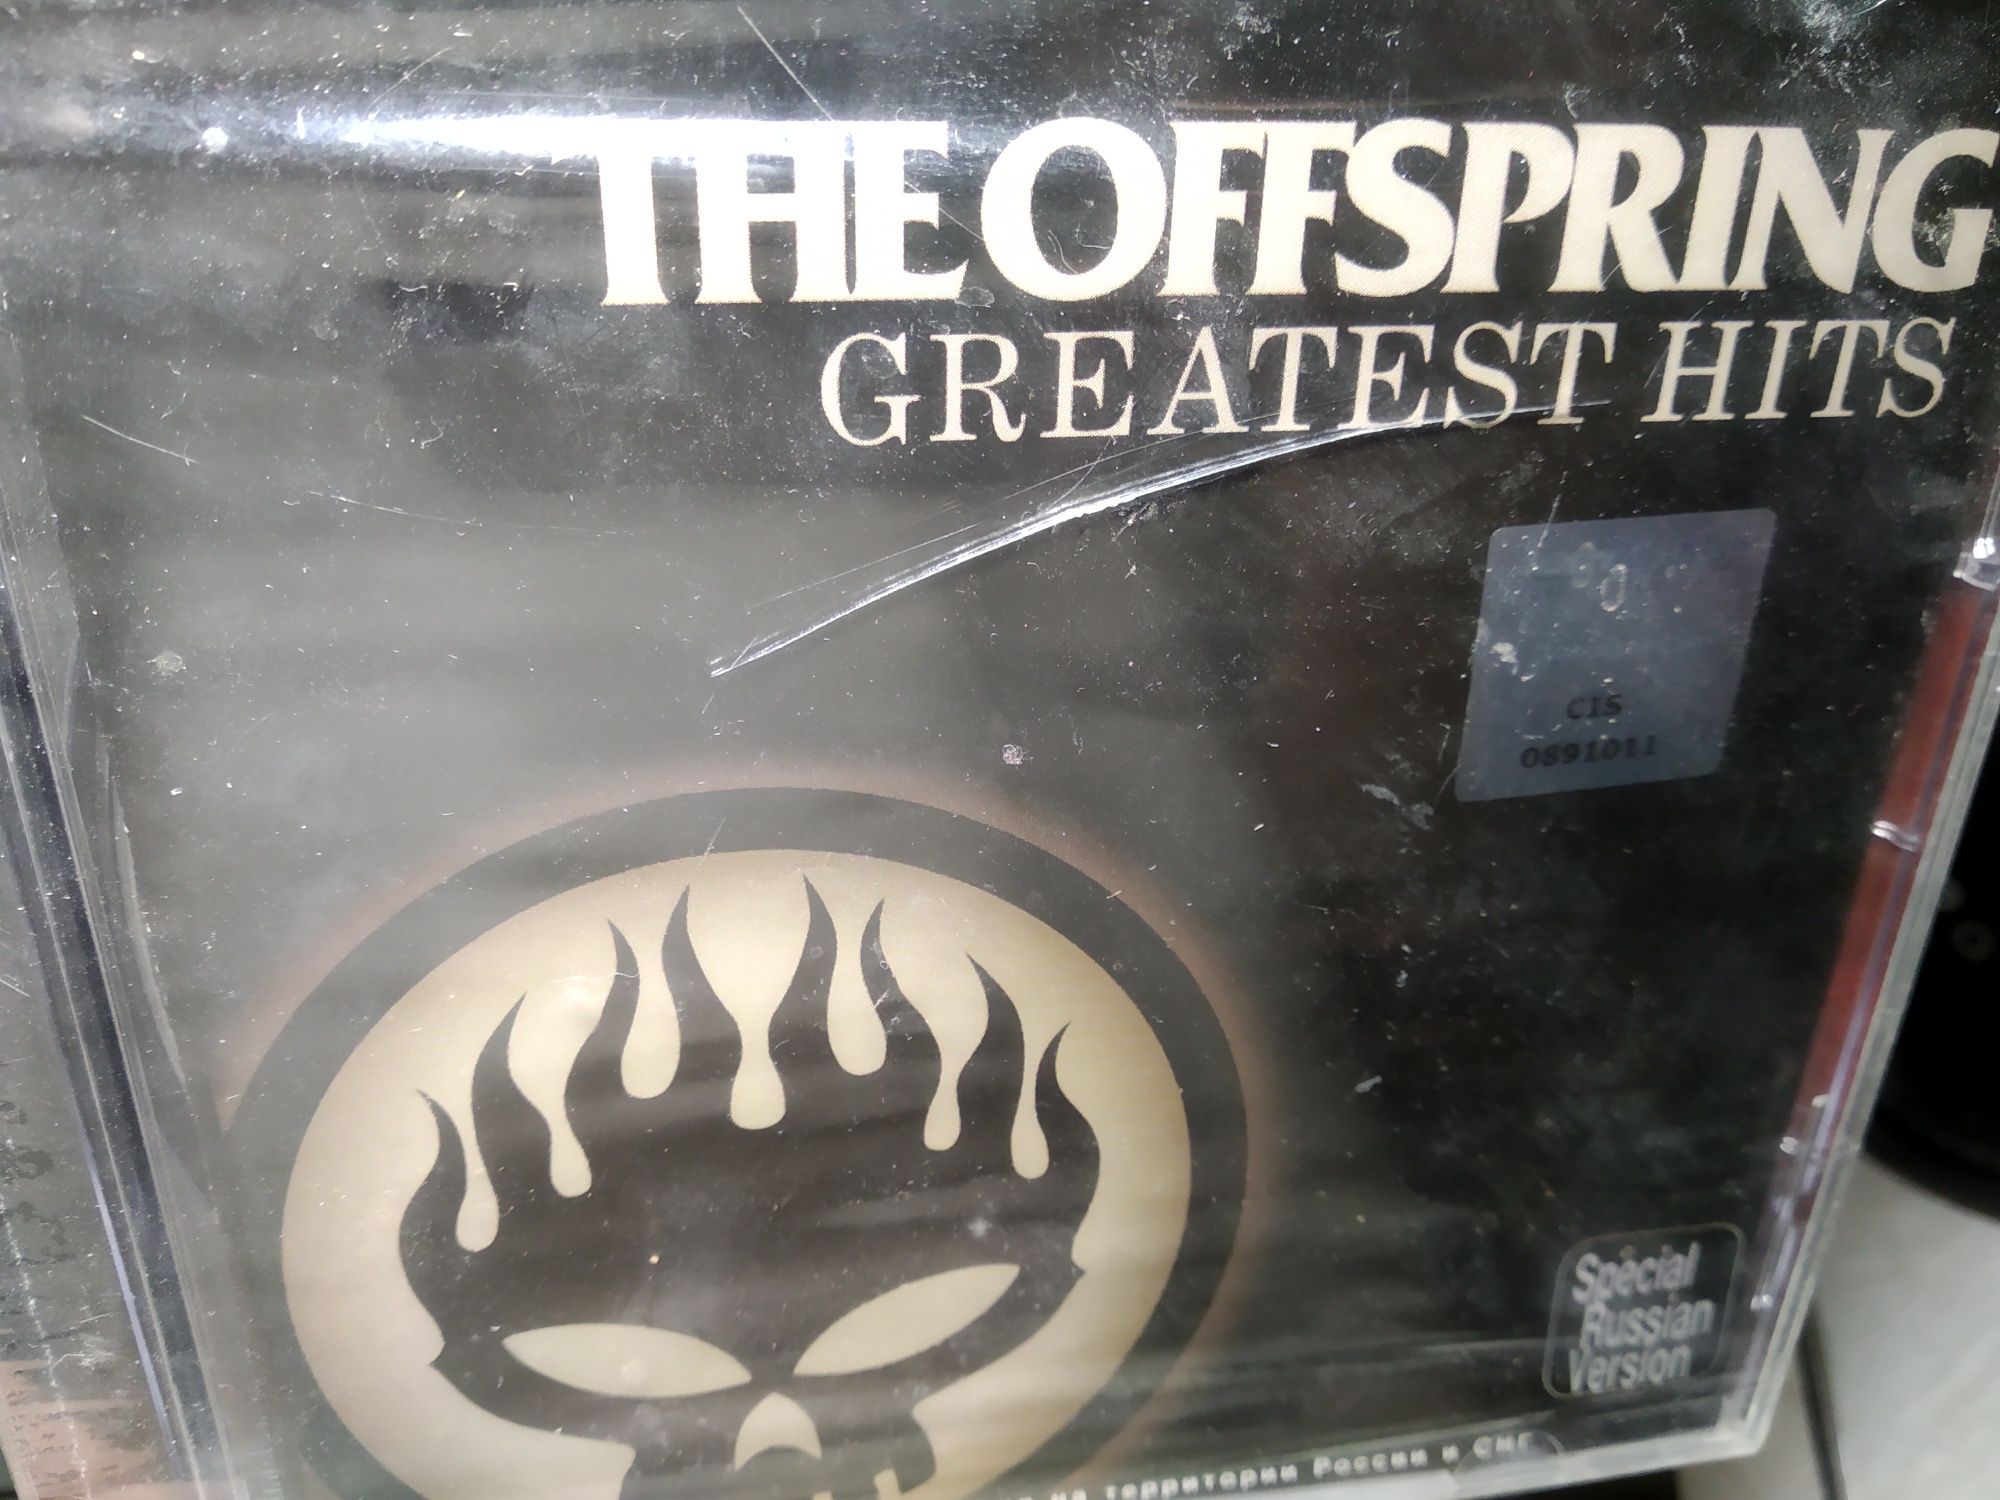 THE OFFSPRING
GREATEST HITS
CIS
0891011
Special
Russian
Version
на территории России и СНГ